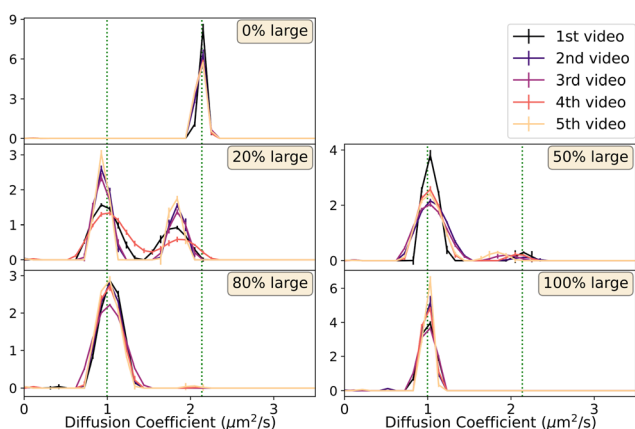 9
6
3
0
0% large
1st video
2nd video
3rd video
4th video
5th video
3
2
1
0
20% large
4
2
0
50% large
3
2
1
0
80% large
6
4
2
0
100% large
0 1 2 3
0 1 2 3
Diffusion Coefficient (μm²/s)
Diffusion Coefficient (μm²/s)